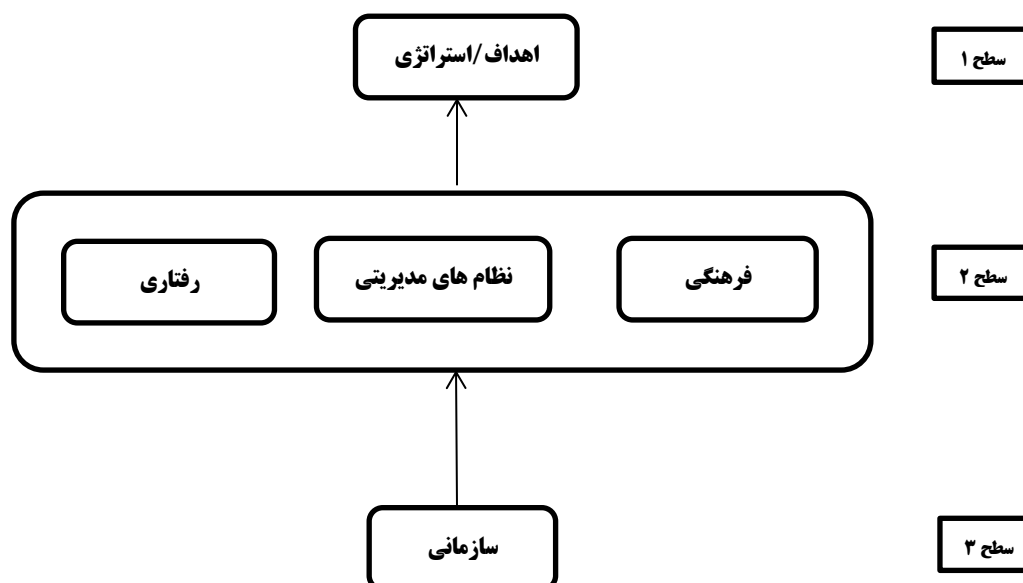 اهداف/استراتژی
سطح ۱
فرهنگی
نظام های مدیریتی
رفتاری
سطح ۲
سازمانی
سطح ۳